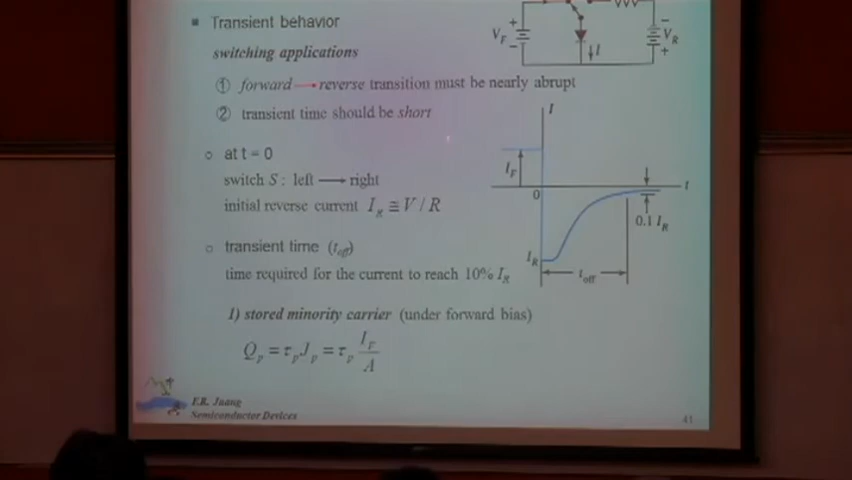 ■ Transient behavior
switching applications
① forward → reverse transition must be nearly abrupt
② transient time should be short
○ at t = 0
switch S : left → right
initial reverse current I_R ≅ V / R
○ transient time (t_off)
time required for the current to reach 10% I_R
1) stored minority carrier (under forward bias)
Q_p = τ_p J_p = τ_p I_F / A
V_F
+
−
I
−
V_R
+
I
I_F
0
t
0.1 I_R
I_R
t_off
Semiconductor Devices
41